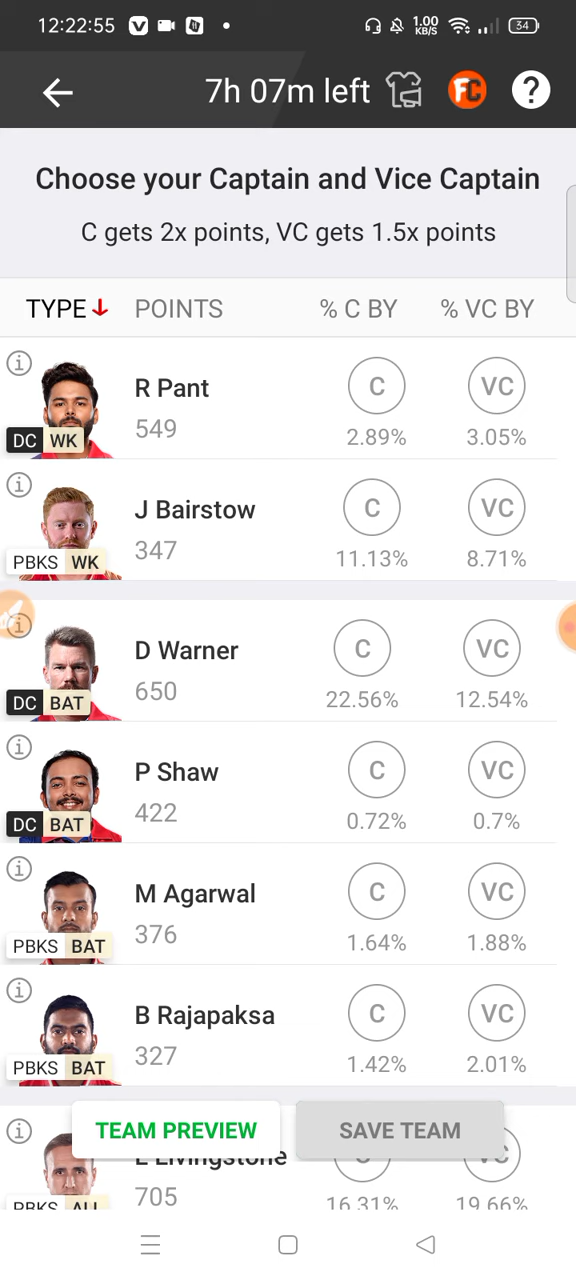 12:22:55 V 1.00 KB/S 34
7h 07m left FC ?
Choose your Captain and Vice Captain
C gets 2x points, VC gets 1.5x points
TYPE POINTS % C BY % VC BY
R Pant C VC
549 2.89% 3.05%
DC WK
J Bairstow C VC
347 11.13% 8.71%
PBKS WK
D Warner C VC
650 22.56% 12.54%
DC BAT
P Shaw C VC
422 0.72% 0.7%
DC BAT
M Agarwal C VC
376 1.64% 1.88%
PBKS BAT
B Rajapaksa C VC
327 1.42% 2.01%
PBKS BAT
TEAM PREVIEW SAVE TEAM
L Livingstone C VC
705 16.31% 19.66%
PBKS ALL